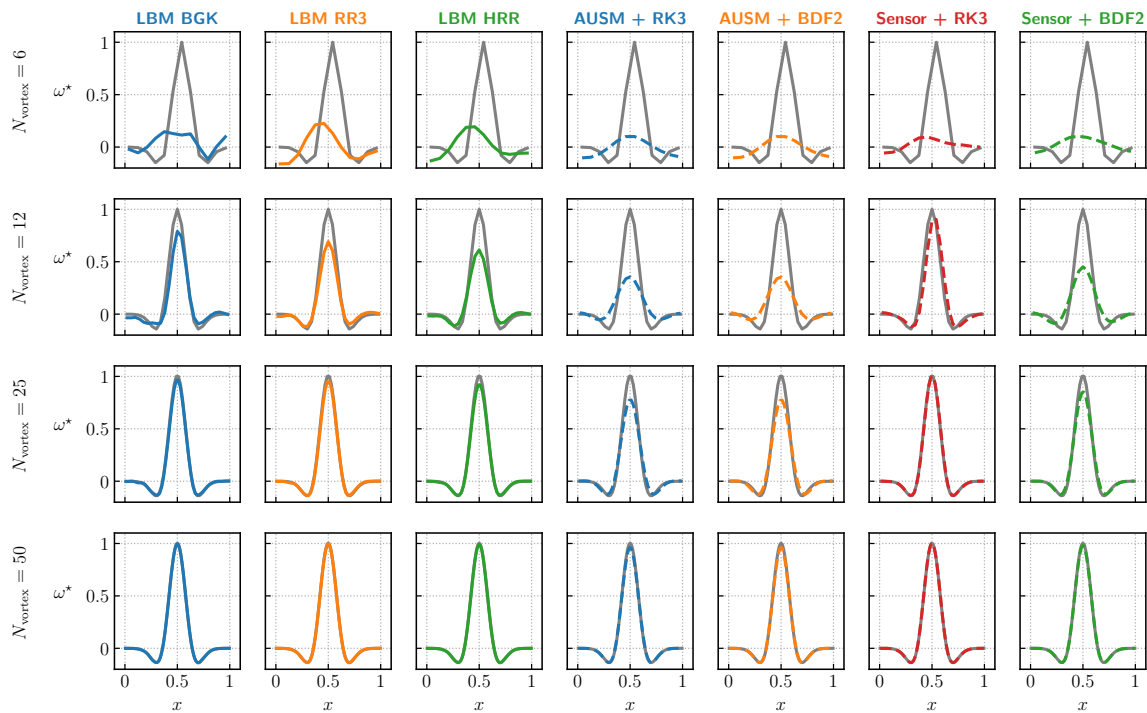 LBM BGK LBM RR3 LBM HRR AUSM + RK3 AUSM + BDF2 Sensor + RK3 Sensor + BDF2
N_vortex = 6
ω⋆
1
0.5
0
N_vortex = 12
ω⋆
1
0.5
0
N_vortex = 25
ω⋆
1
0.5
0
N_vortex = 50
ω⋆
1
0.5
0
0 0.5 1 0 0.5 1 0 0.5 1 0 0.5 1 0 0.5 1 0 0.5 1 0 0.5 1
x x x x x x x